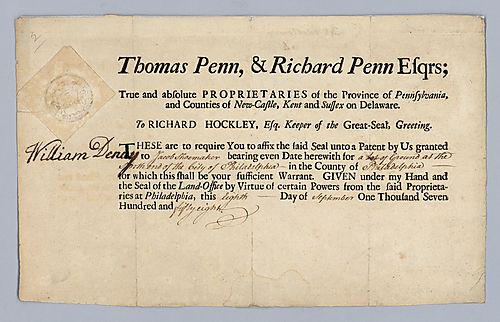 Thomas Penn, & Richard Penn Esqrs;
True and absolute PROPRIETARIES of the Province of Pennsylvania,
and Counties of New-Castle, Kent and Sussex on Delaware.
To RICHARD HOCKLEY, Esq. Keeper of the Great-Seal, Greeting.
William Denny
THESE are to require You to affix the said Seal unto a Patent by Us granted
to Jacob Shoemaker bearing even Date herewith for a Lot of Ground at the
North End of the City of Philadelphia in the County of Philadelphia
for which this shall be your sufficient Warrant. GIVEN under my Hand and
the Seal of the Land-Office by Virtue of certain Powers from the said Proprieta-
ries at Philadelphia, this Eighth Day of September One Thousand Seven
Hundred and fifty eight